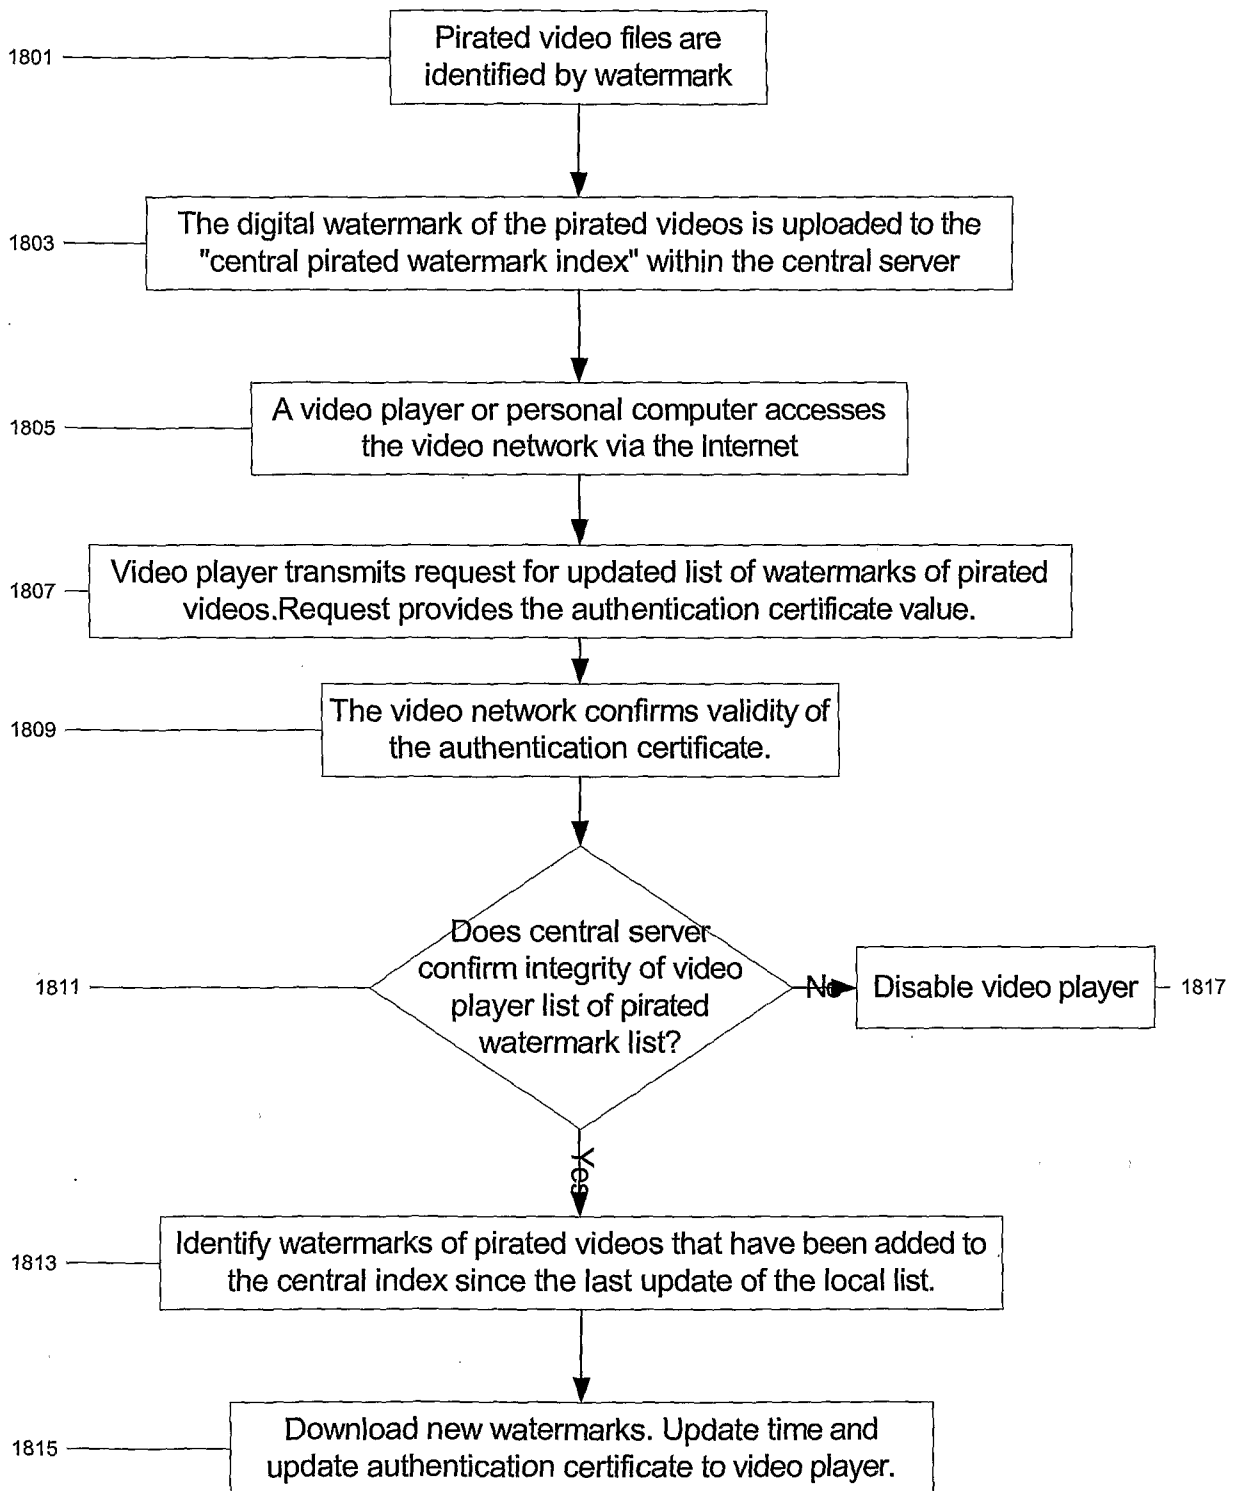 1801
Pirated video files are
identified by watermark
1803
The digital watermark of the pirated videos is uploaded to the
"central pirated watermark index" within the central server
1805
A video player or personal computer accesses
the video network via the Internet
1807
Video player transmits request for updated list of watermarks of pirated
videos.Request provides the authentication certificate value.
1809
The video network confirms validity of
the authentication certificate.
1811
Does central server
confirm integrity of video
player list of pirated
watermark list?
No
Disable video player
1817
Yes
1813
Identify watermarks of pirated videos that have been added to
the central index since the last update of the local list.
1815
Download new watermarks. Update time and
update authentication certificate to video player.